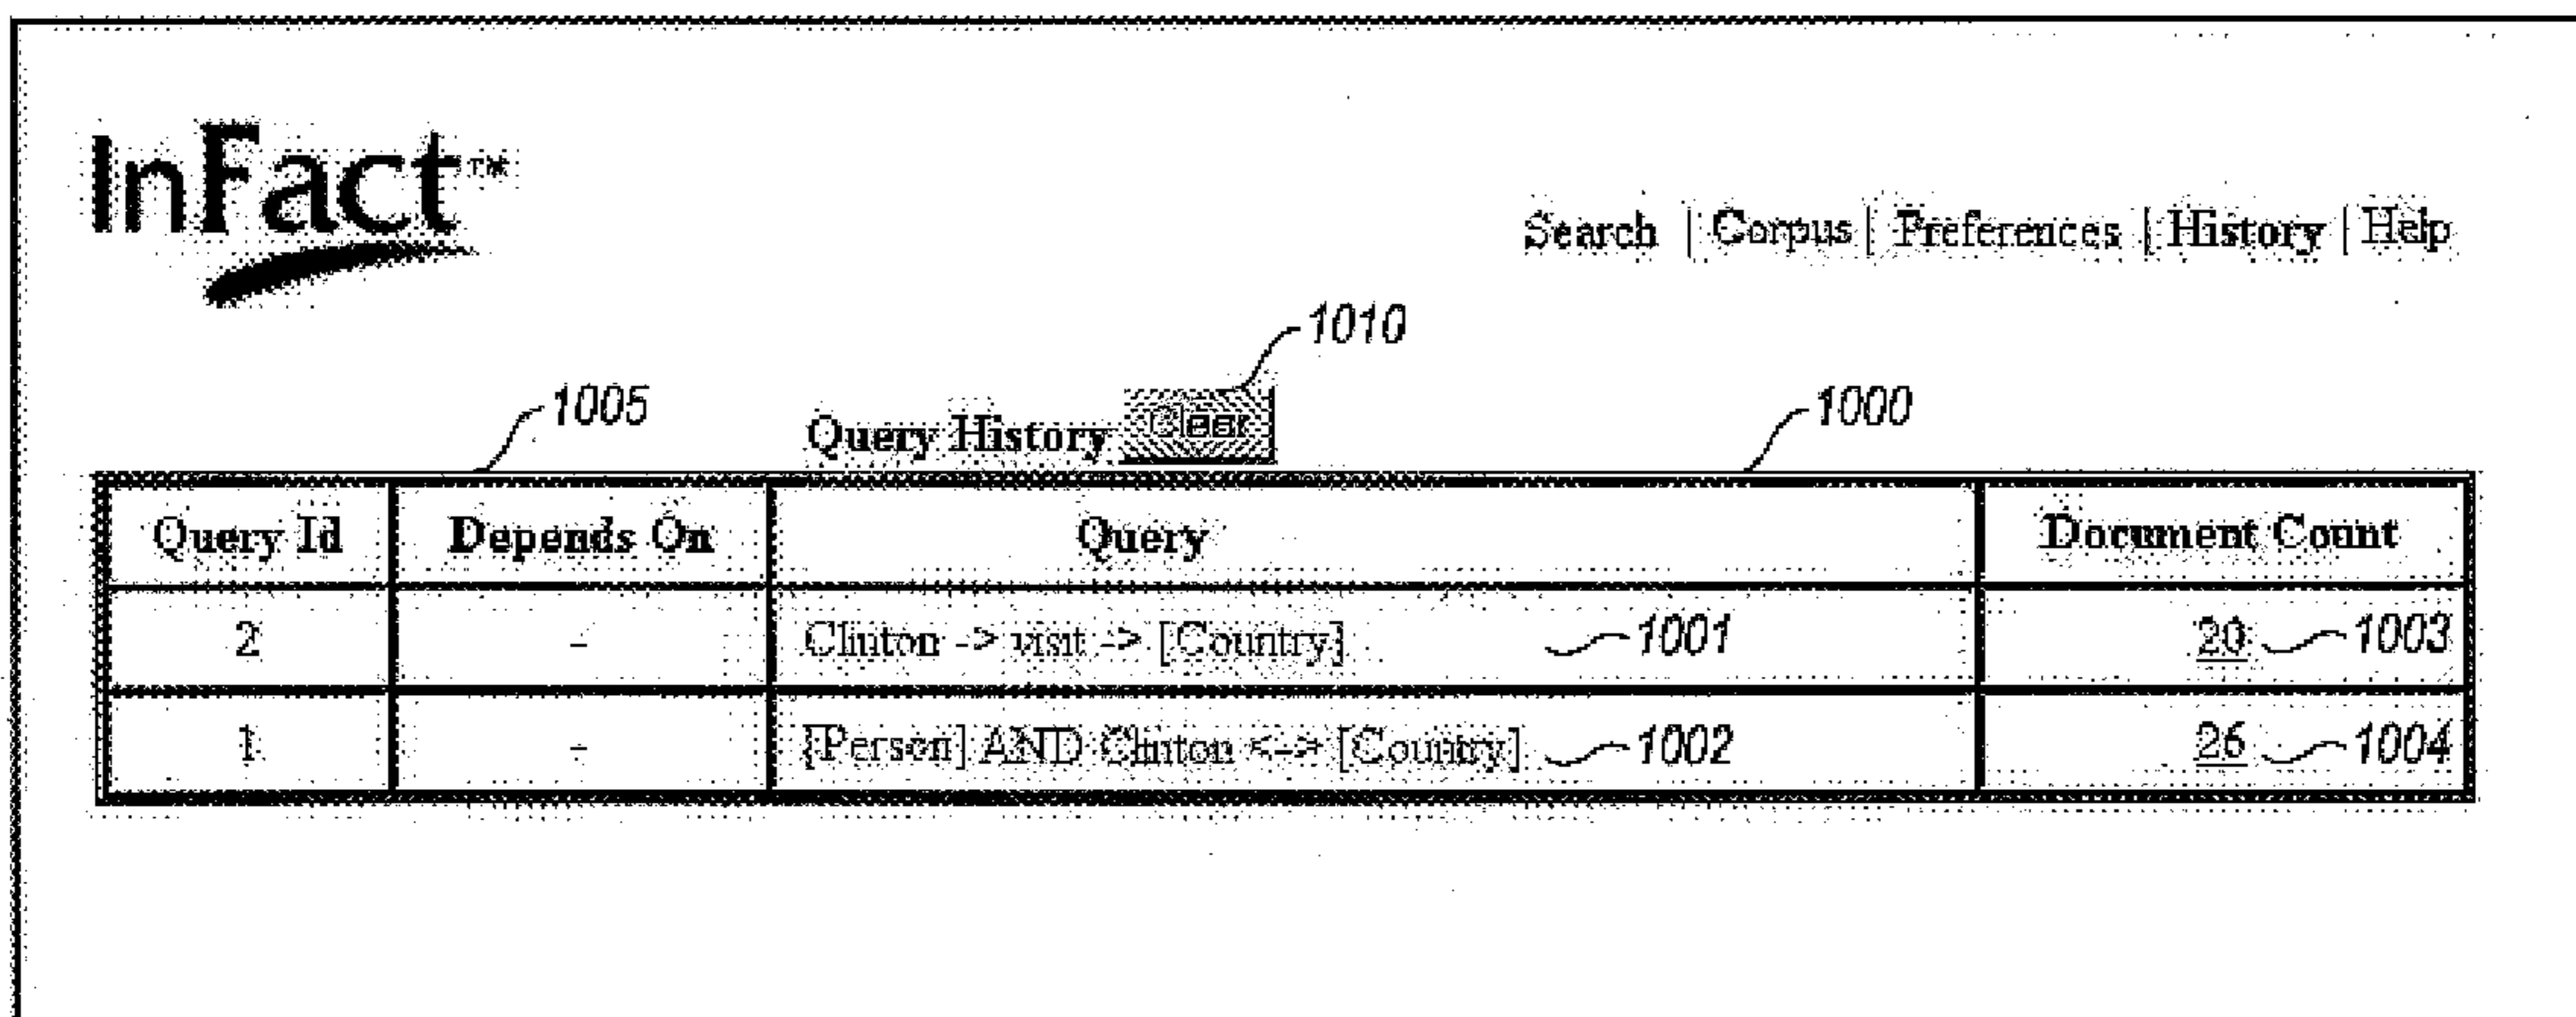 InFact™
Search | Corpus | Preferences | History | Help
1010
1005
Query History Clear
1000
Query Id Depends On Query Document Count
2 - Clinton -> visit -> [Country] 1001 20 1003
1 - [Person] AND Clinton <-> [Country] 1002 26 1004